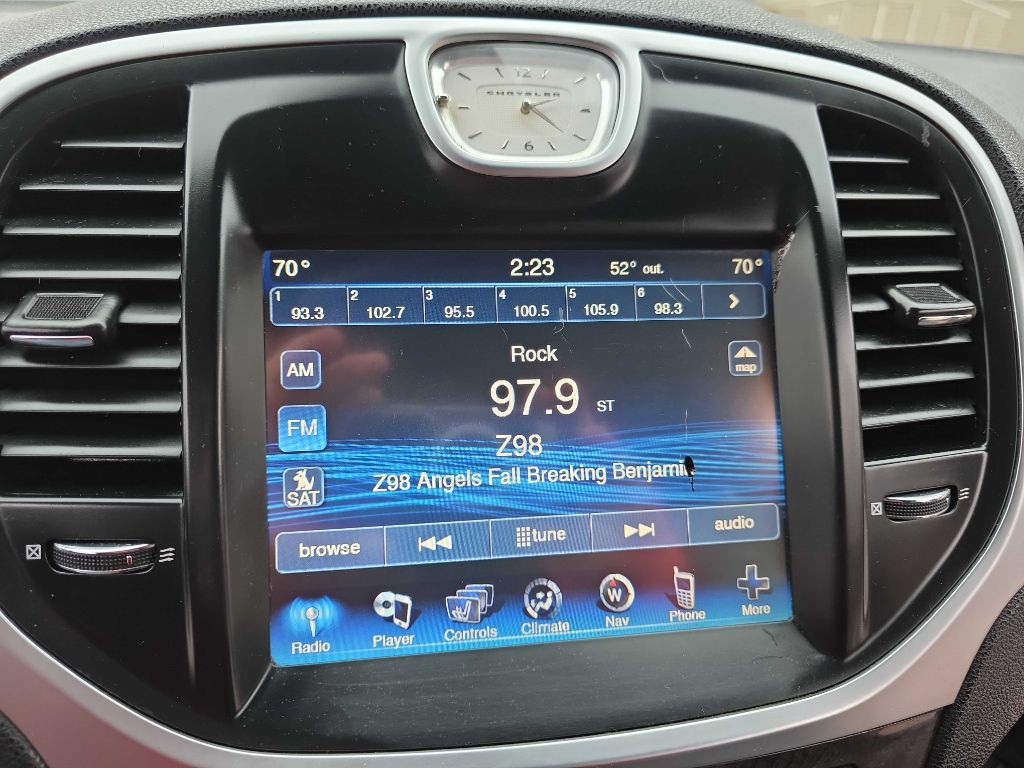 12
CHRYSLER
6
70° 2:23 52° out. 70°
1 93.3 2 102.7 3 95.5 4 100.5 5 105.9 6 98.3
Rock
AM map
97.9 ST
FM
Z98
Z98 Angels Fall Breaking Benjamin
SAT
browse tune audio
Radio Player Controls Climate W Nav Phone More